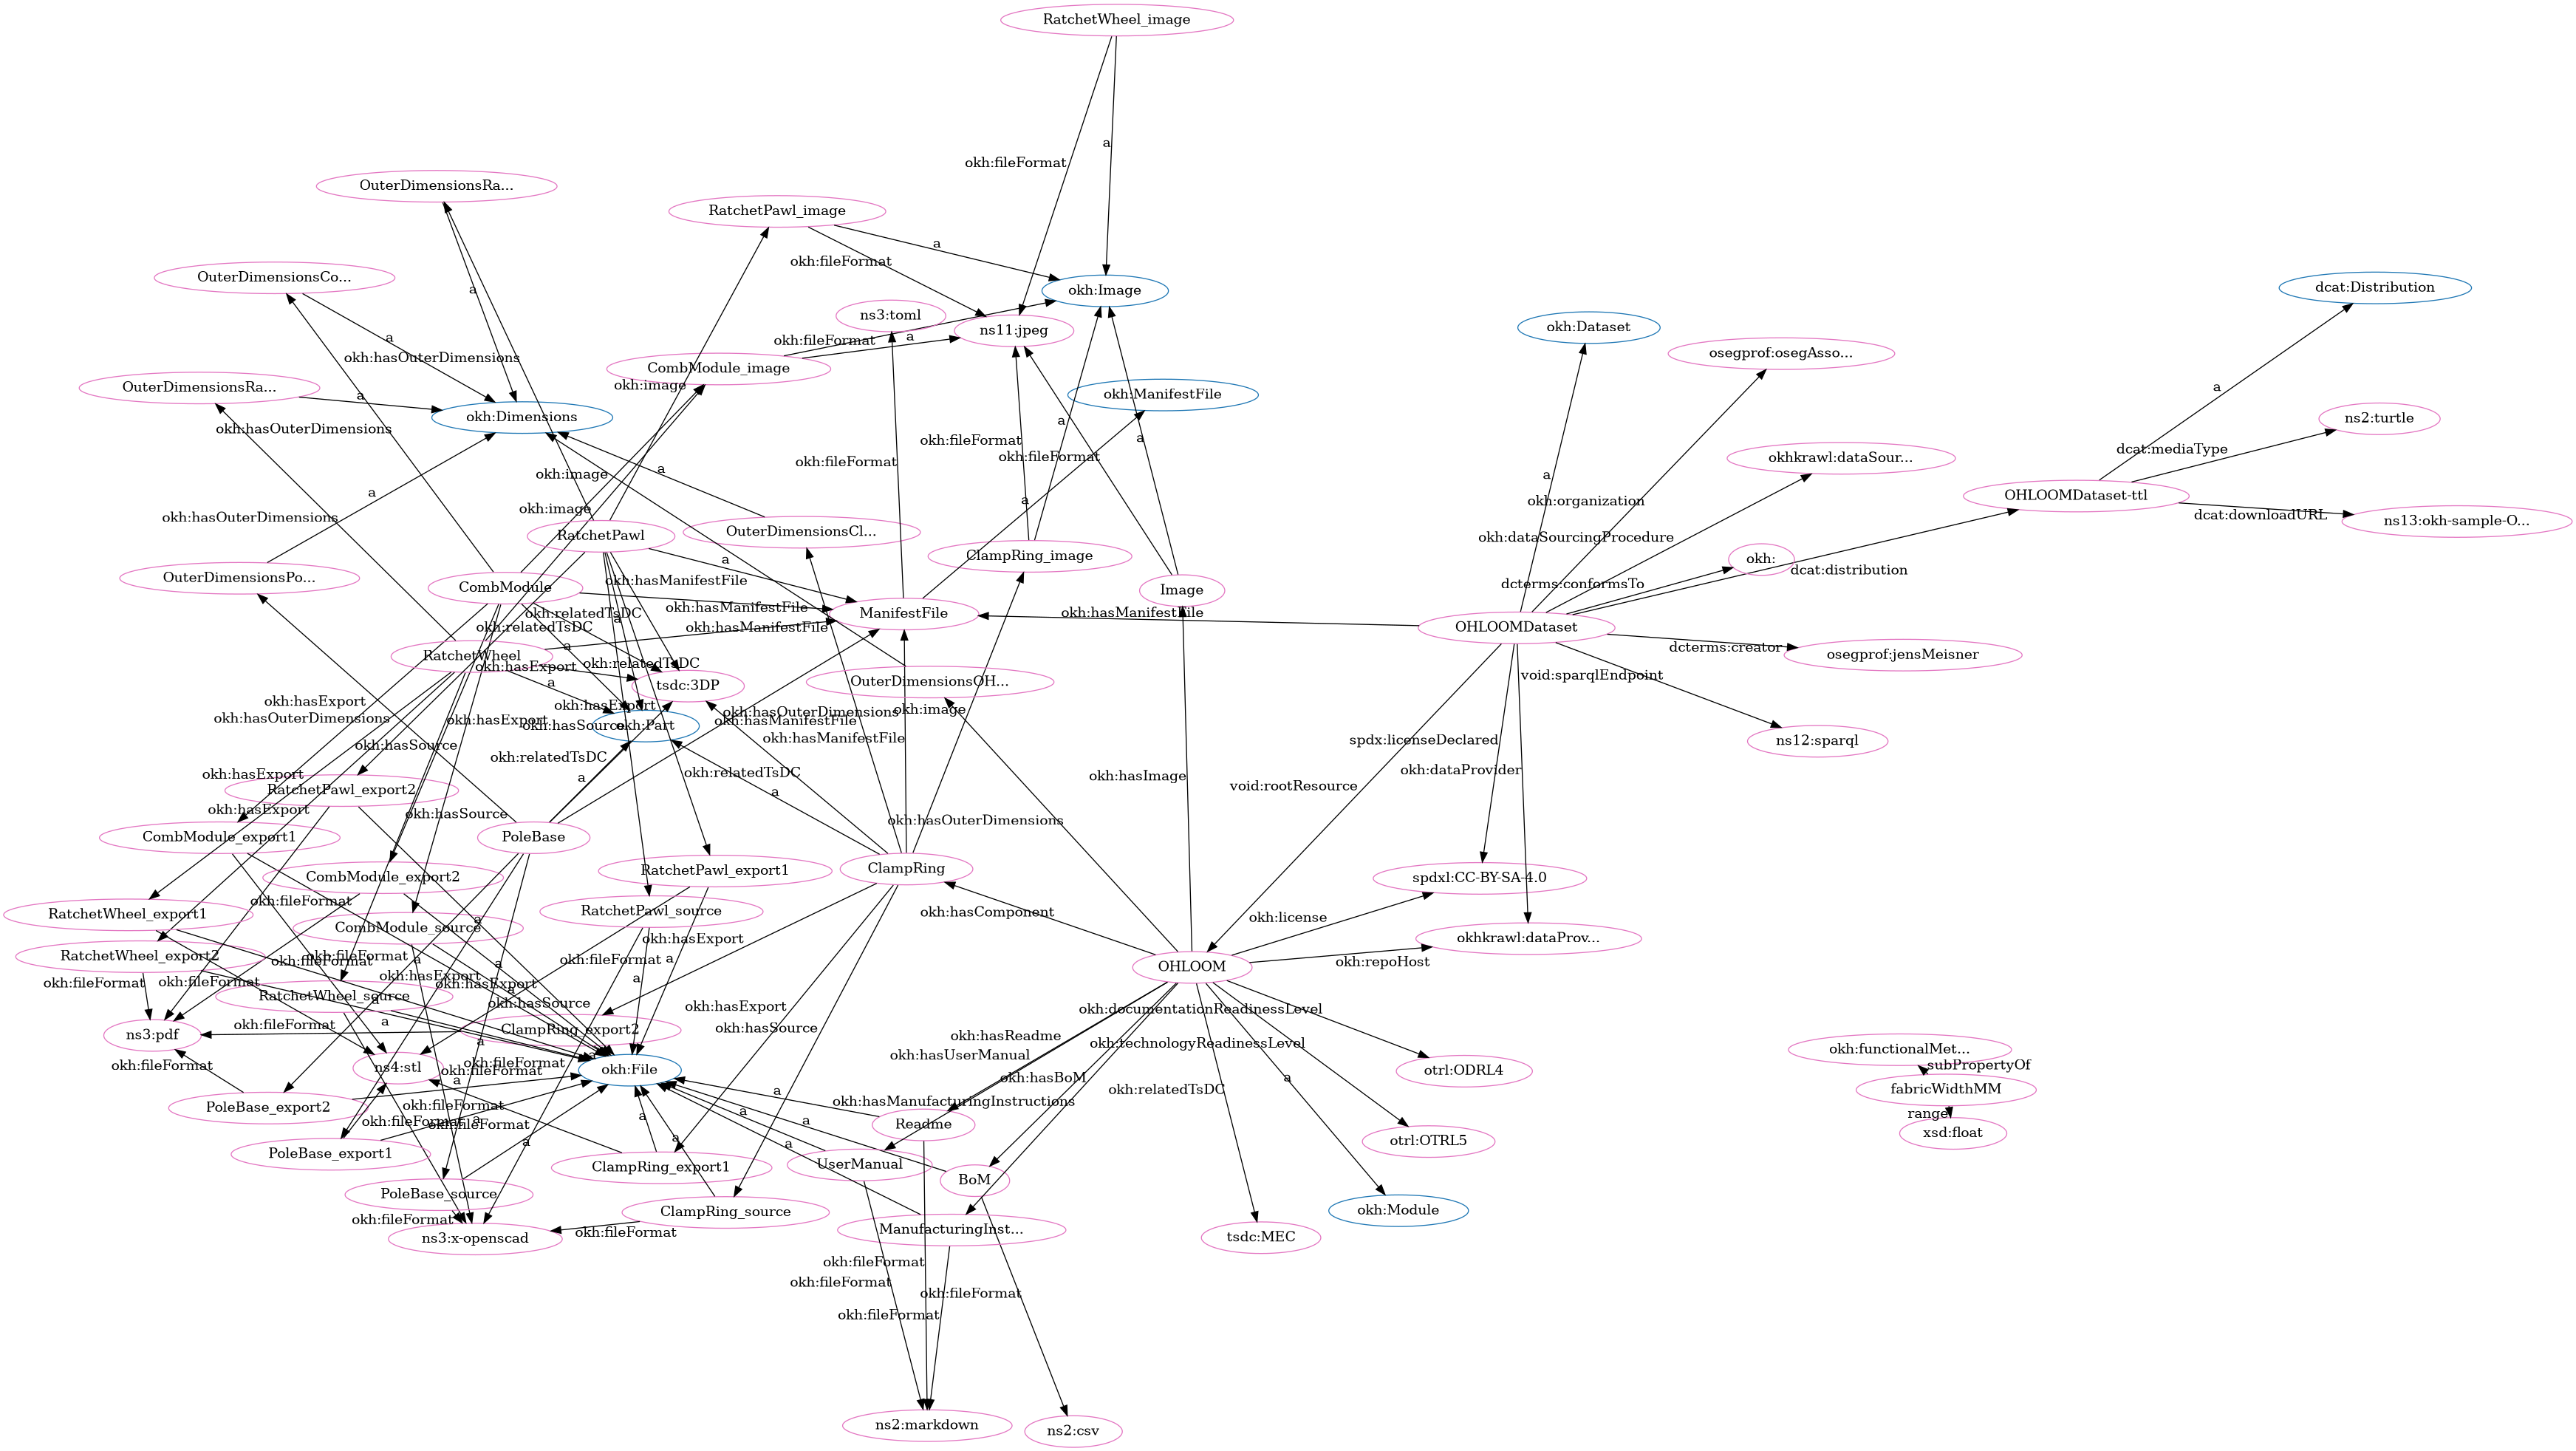 RatchetWheel_image
a
okh:fileFormat
OuterDimensionsRa...
RatchetPawl_image
a
okh:fileFormat
OuterDimensionsCo...
a
okh:Image
dcat:Distribution
ns3:toml
okh:Dataset
ns11:jpeg
a
okh:fileFormat
a
osegprof:osegAsso...
okh:hasOuterDimensions
CombModule_image
okh:image
OuterDimensionsRa...
a
a
okh:ManifestFile
okh:Dimensions
ns2:turtle
okh:hasOuterDimensions
a
a
okh:fileFormat
dcat:mediaType
okh:fileFormat
okh:fileFormat
okhkrawl:dataSour...
a
okh:image
a
a
OHLOOMDataset-ttl
a
okh:organization
okh:image
okh:hasOuterDimensions
dcat:downloadURL
ns13:okh-sample-O...
OuterDimensionsCl...
RatchetPawl
okh:dataSourcingProcedure
ClampRing_image
a
okh:
dcat:distribution
OuterDimensionsPo...
okh:hasManifestFile
dcterms:conformsTo
CombModule
Image
okh:hasManifestFile
okh:relatedTsDC
ManifestFile
okh:hasManifestFile
a
okh:relatedTsDC
okh:hasManifestFile
OHLOOMDataset
a
dcterms:creator
osegprof:jensMeisner
RatchetWheel
okh:hasExport
okh:relatedTsDC
void:sparqlEndpoint
a
tsdc:3DP
OuterDimensionsOH...
okh:hasExport
okh:hasExport
okh:hasOuterDimensions
okh:image
okh:hasOuterDimensions
okh:hasExport
okh:hasSource
okh:Part
okh:hasManifestFile
okh:hasManifestFile
spdx:licenseDeclared
ns12:sparql
okh:hasSource
okh:relatedTsDC
okh:relatedTsDC
okh:dataProvider
okh:hasExport
a
okh:hasImage
void:rootResource
RatchetPawl_export2
a
okh:hasExport
okh:hasSource
okh:hasOuterDimensions
CombModule_export1
PoleBase
ClampRing
RatchetPawl_export1
CombModule_export2
spdxl:CC-BY-SA-4.0
okh:fileFormat
RatchetWheel_export1
RatchetPawl_source
okh:hasComponent
okh:license
a
CombModule_source
okh:hasExport
okhkrawl:dataProv...
RatchetWheel_export2
okh:fileFormat
okh:fileFormat
a
a
a
okh:fileFormat
a
okh:repoHost
OHLOOM
okh:fileFormat
okh:fileFormat
okh:hasExport
okh:hasExport
a
a
RatchetWheel_source
a
okh:hasSource
okh:hasExport
okh:documentationReadinessLevel
okh:fileFormat
a
ClampRing_export2
okh:hasSource
ns3:pdf
a
okh:hasReadme
okh:technologyReadinessLevel
okh:functionalMet...
a
okh:hasUserManual
okh:fileFormat
okh:fileFormat
okh:fileFormat
ns4:stl
okh:File
subPropertyOf
otrl:ODRL4
a
okh:hasBoM
a
okh:relatedTsDC
fabricWidthMM
a
PoleBase_export2
okh:fileFormat
okh:hasManufacturingInstructions
a
range
okh:fileFormat
a
okh:fileFormat
Readme
xsd:float
a
a
a
otrl:OTRL5
PoleBase_export1
ClampRing_export1
UserManual
BoM
PoleBase_source
ClampRing_source
okh:Module
okh:fileFormat
ManufacturingInst...
okh:fileFormat
ns3:x-openscad
tsdc:MEC
okh:fileFormat
okh:fileFormat
okh:fileFormat
okh:fileFormat
ns2:markdown
ns2:csv